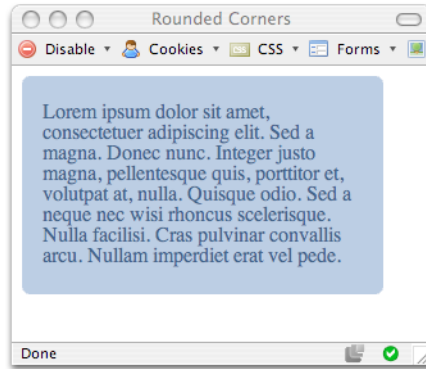 Rounded Corners
Disable Cookies CSS Forms
Lorem ipsum dolor sit amet,
consectetuer adipiscing elit. Sed a
magna. Donec nunc. Integer justo
magna, pellentesque quis, porttitor et,
volutpat at, nulla. Quisque odio. Sed a
neque nec wisi rhoncus scelerisque.
Nulla facilisi. Cras pulvinar convallis
arcu. Nullam imperdiet erat vel pede.
Done